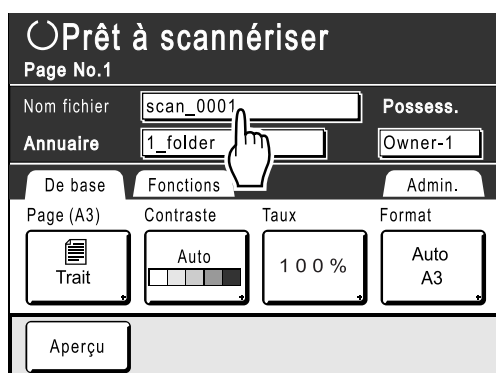 Prêt à scannériser
Page No.1
Nom fichier scan_0001 Possess.
Annuaire 1_folder Owner-1
De base Fonctions Admin.
Page (A3) Contraste Taux Format
Trait Auto 100% Auto A3
Aperçu